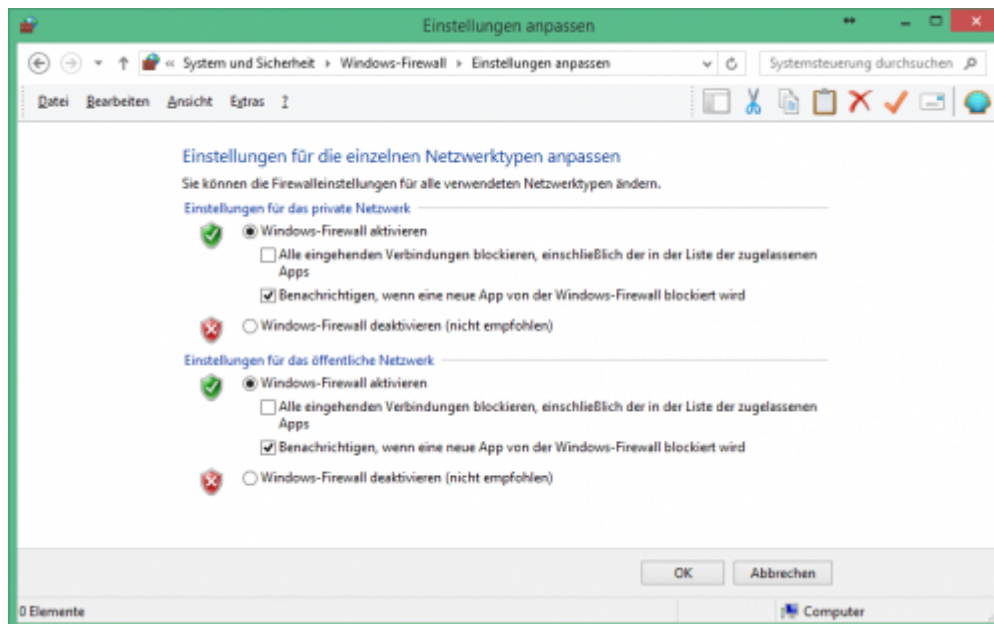 Einstellungen anpassen
« System und Sicherheit Windows-Firewall Einstellungen anpassen Systemsteuerung durchsuchen
Datei Bearbeiten Ansicht Extras ?
Einstellungen für die einzelnen Netzwerktypen anpassen
Sie können die Firewalleinstellungen für alle verwendeten Netzwerktypen ändern.
Einstellungen für das private Netzwerk
Windows-Firewall aktivieren
Alle eingehenden Verbindungen blockieren, einschließlich der in der Liste der zugelassenen
Apps
Benachrichtigen, wenn eine neue App von der Windows-Firewall blockiert wird
Windows-Firewall deaktivieren (nicht empfohlen)
Einstellungen für das öffentliche Netzwerk
Windows-Firewall aktivieren
Alle eingehenden Verbindungen blockieren, einschließlich der in der Liste der zugelassenen
Apps
Benachrichtigen, wenn eine neue App von der Windows-Firewall blockiert wird
Windows-Firewall deaktivieren (nicht empfohlen)
OK Abbrechen
0 Elemente Computer